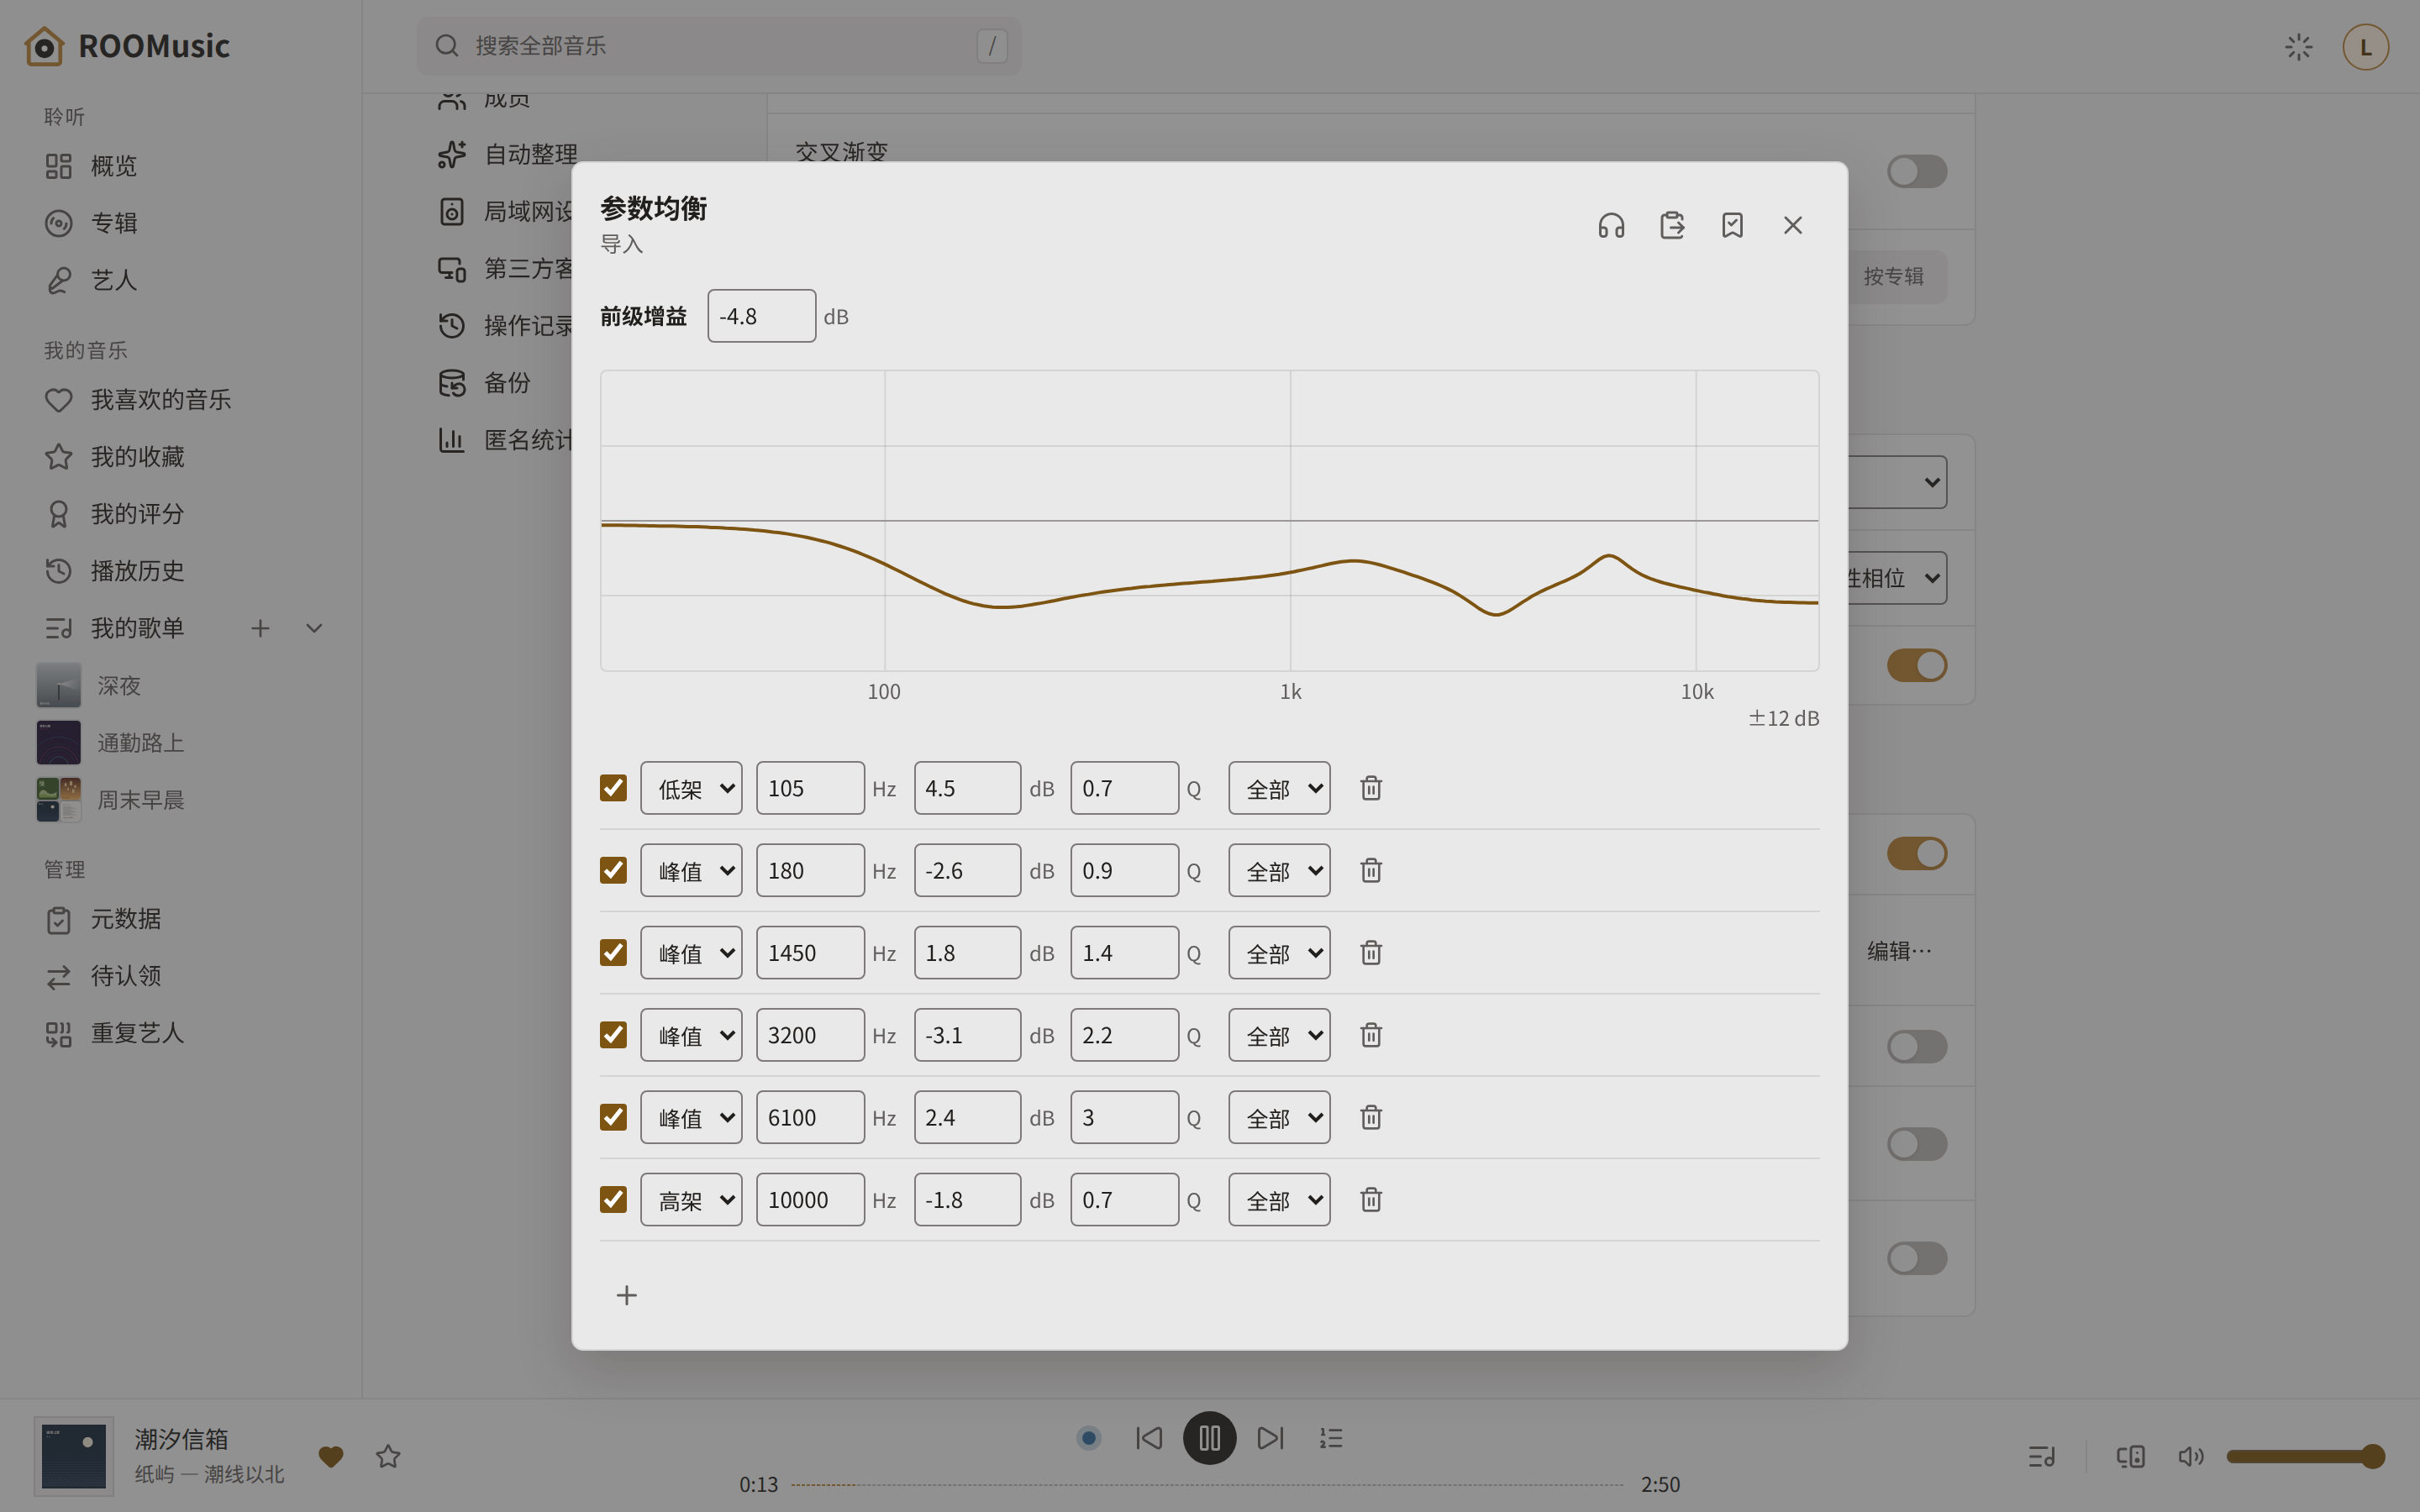 ROOMusic
搜索全部音乐
/
L
聆听
概览
专辑
艺人
我的音乐
我喜欢的音乐
我的收藏
我的评分
播放历史
我的歌单
深夜
通勤路上
周末早晨
管理
元数据
待认领
重复艺人
成员
自动整理
局域网设
第三方客
操作记录
备份
匿名统计
交叉渐变
按专辑
性相位
编辑…
参数均衡
导入
前级增益 -4.8 dB
100 1k 10k
±12 dB
低架 105 Hz 4.5 dB 0.7 Q 全部
峰值 180 Hz -2.6 dB 0.9 Q 全部
峰值 1450 Hz 1.8 dB 1.4 Q 全部
峰值 3200 Hz -3.1 dB 2.2 Q 全部
峰值 6100 Hz 2.4 dB 3 Q 全部
高架 10000 Hz -1.8 dB 0.7 Q 全部
潮汐信箱
纸屿 — 潮线以北
0:13
2:50